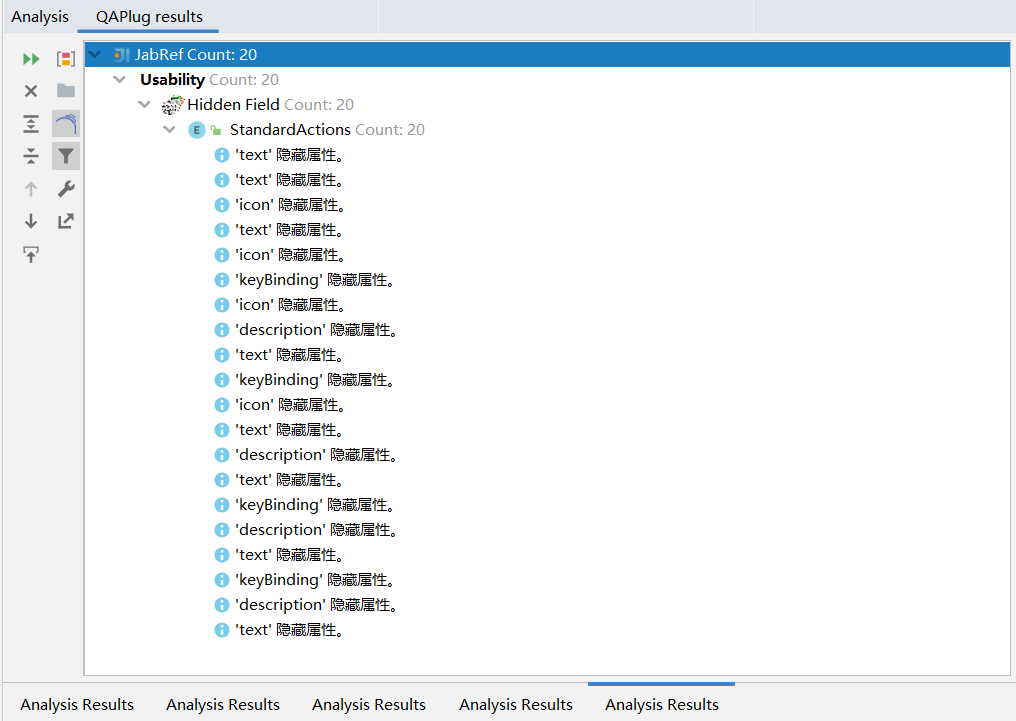 Analysis QAPlug results
JabRef Count: 20
Usability Count: 20
Hidden Field Count: 20
E StandardActions Count: 20
'text' 隐藏属性。
'text' 隐藏属性。
'icon' 隐藏属性。
'text' 隐藏属性。
'icon' 隐藏属性。
'keyBinding' 隐藏属性。
'icon' 隐藏属性。
'description' 隐藏属性。
'text' 隐藏属性。
'keyBinding' 隐藏属性。
'icon' 隐藏属性。
'text' 隐藏属性。
'description' 隐藏属性。
'text' 隐藏属性。
'keyBinding' 隐藏属性。
'description' 隐藏属性。
'text' 隐藏属性。
'keyBinding' 隐藏属性。
'description' 隐藏属性。
'text' 隐藏属性。
Analysis Results Analysis Results Analysis Results Analysis Results Analysis Results